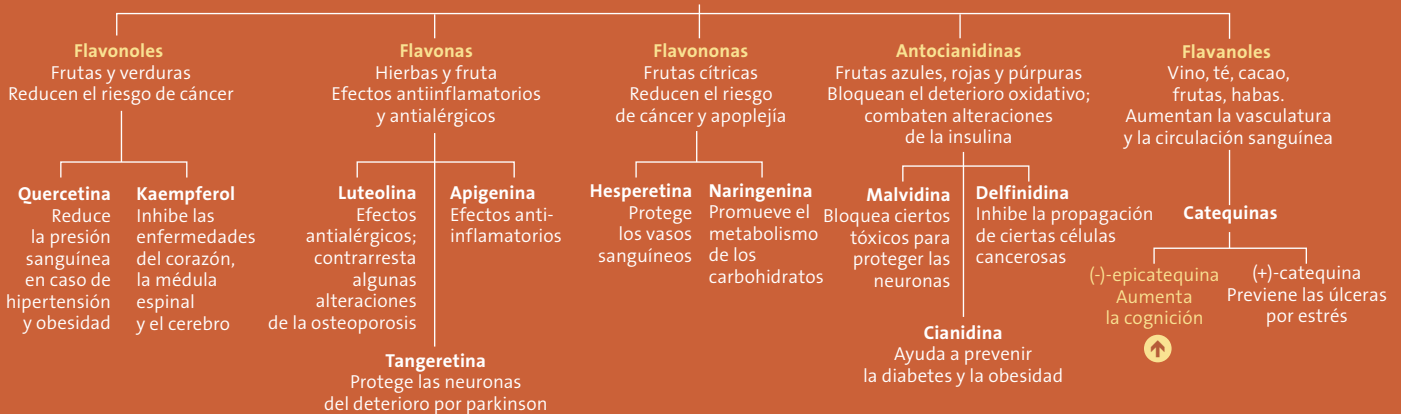 Flavonoles
Frutas y verduras
Reducen el riesgo de cáncer
Quercetina
Reduce
la presión
sanguínea
en caso de
hipertensión
y obesidad
Kaempferol
Inhibe las
enfermedades
del corazón,
la médula
espinal
y el cerebro
Flavonas
Hierbas y fruta
Efectos antiinflamatorios
y antialérgicos
Luteolina
Efectos
antialérgicos;
contrarresta
algunas
alteraciones
de la osteoporosis
Apigenina
Efectos anti-
inflamatorios
Tangeretina
Protege las neuronas
del deterioro por parkinson
Flavononas
Frutas cítricas
Reducen el riesgo
de cáncer y apoplejía
Hesperetina
Protege
los vasos
sanguíneos
Naringenina
Promueve el
metabolismo
de los
carbohidratos
Antocianidinas
Frutas azules, rojas y púrpuras
Bloquean el deterioro oxidativo;
combaten alteraciones
de la insulina
Malvidina
Bloquea ciertos
tóxicos para
proteger las
neuronas
Delfinidina
Inhibe la propagación
de ciertas células
cancerosas
Cianidina
Ayuda a prevenir
la diabetes y la obesidad
Flavanoles
Vino, té, cacao,
frutas, habas.
Aumentan la vasculatura
y la circulación sanguínea
Catequinas
(-)-epicatequina
Aumenta
la cognición
(+)-catequina
Previene las úlceras
por estrés